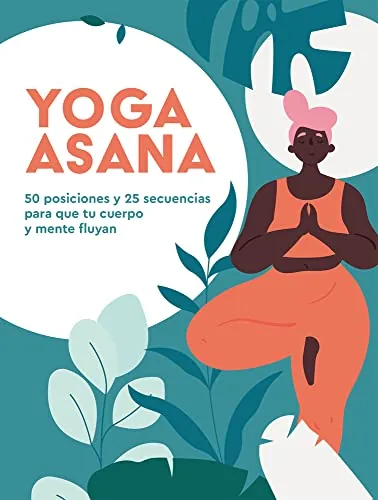 YOGA
ASANA
50 posiciones y 25 secuencias
para que tu cuerpo
y mente fluyan